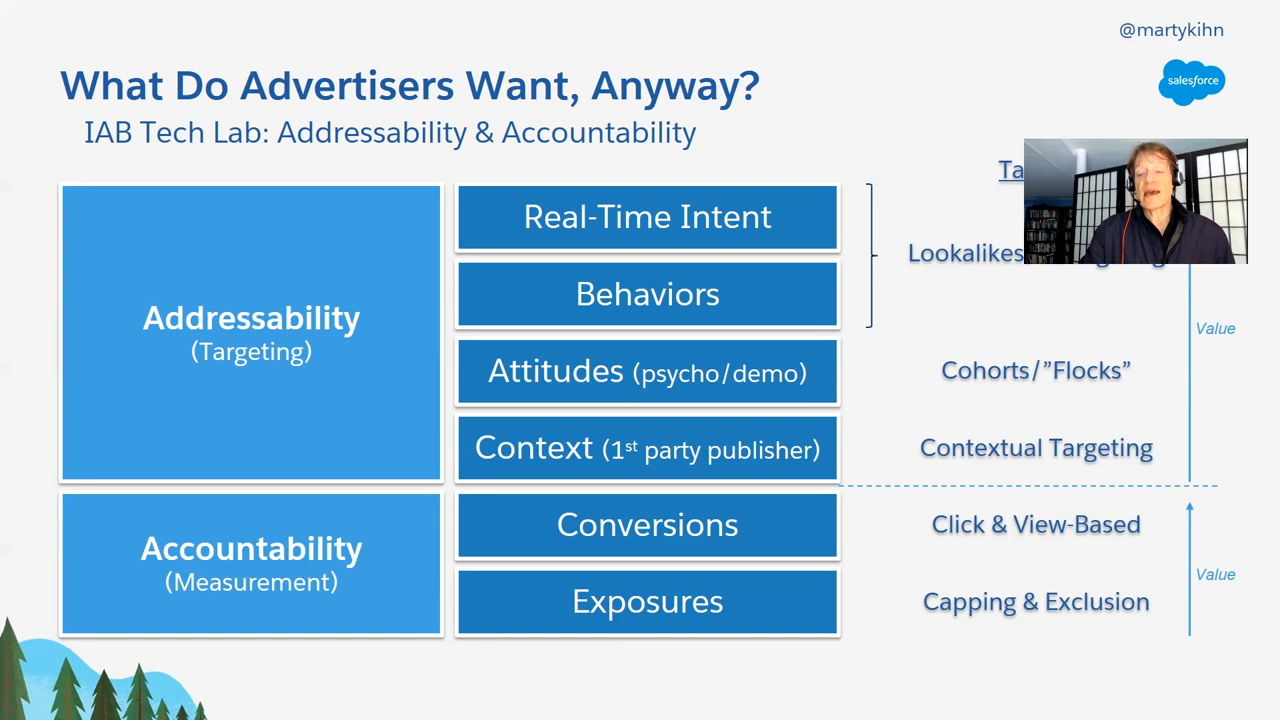 @martykihn
What Do Advertisers Want, Anyway?
salesforce
IAB Tech Lab: Addressability & Accountability
Addressability
(Targeting)
Real-Time Intent
Behaviors
Lookalikes
Value
Attitudes (psycho/demo)
Cohorts/”Flocks”
Context (1st party publisher)
Contextual Targeting
Accountability
(Measurement)
Conversions
Click & View-Based
Value
Exposures
Capping & Exclusion